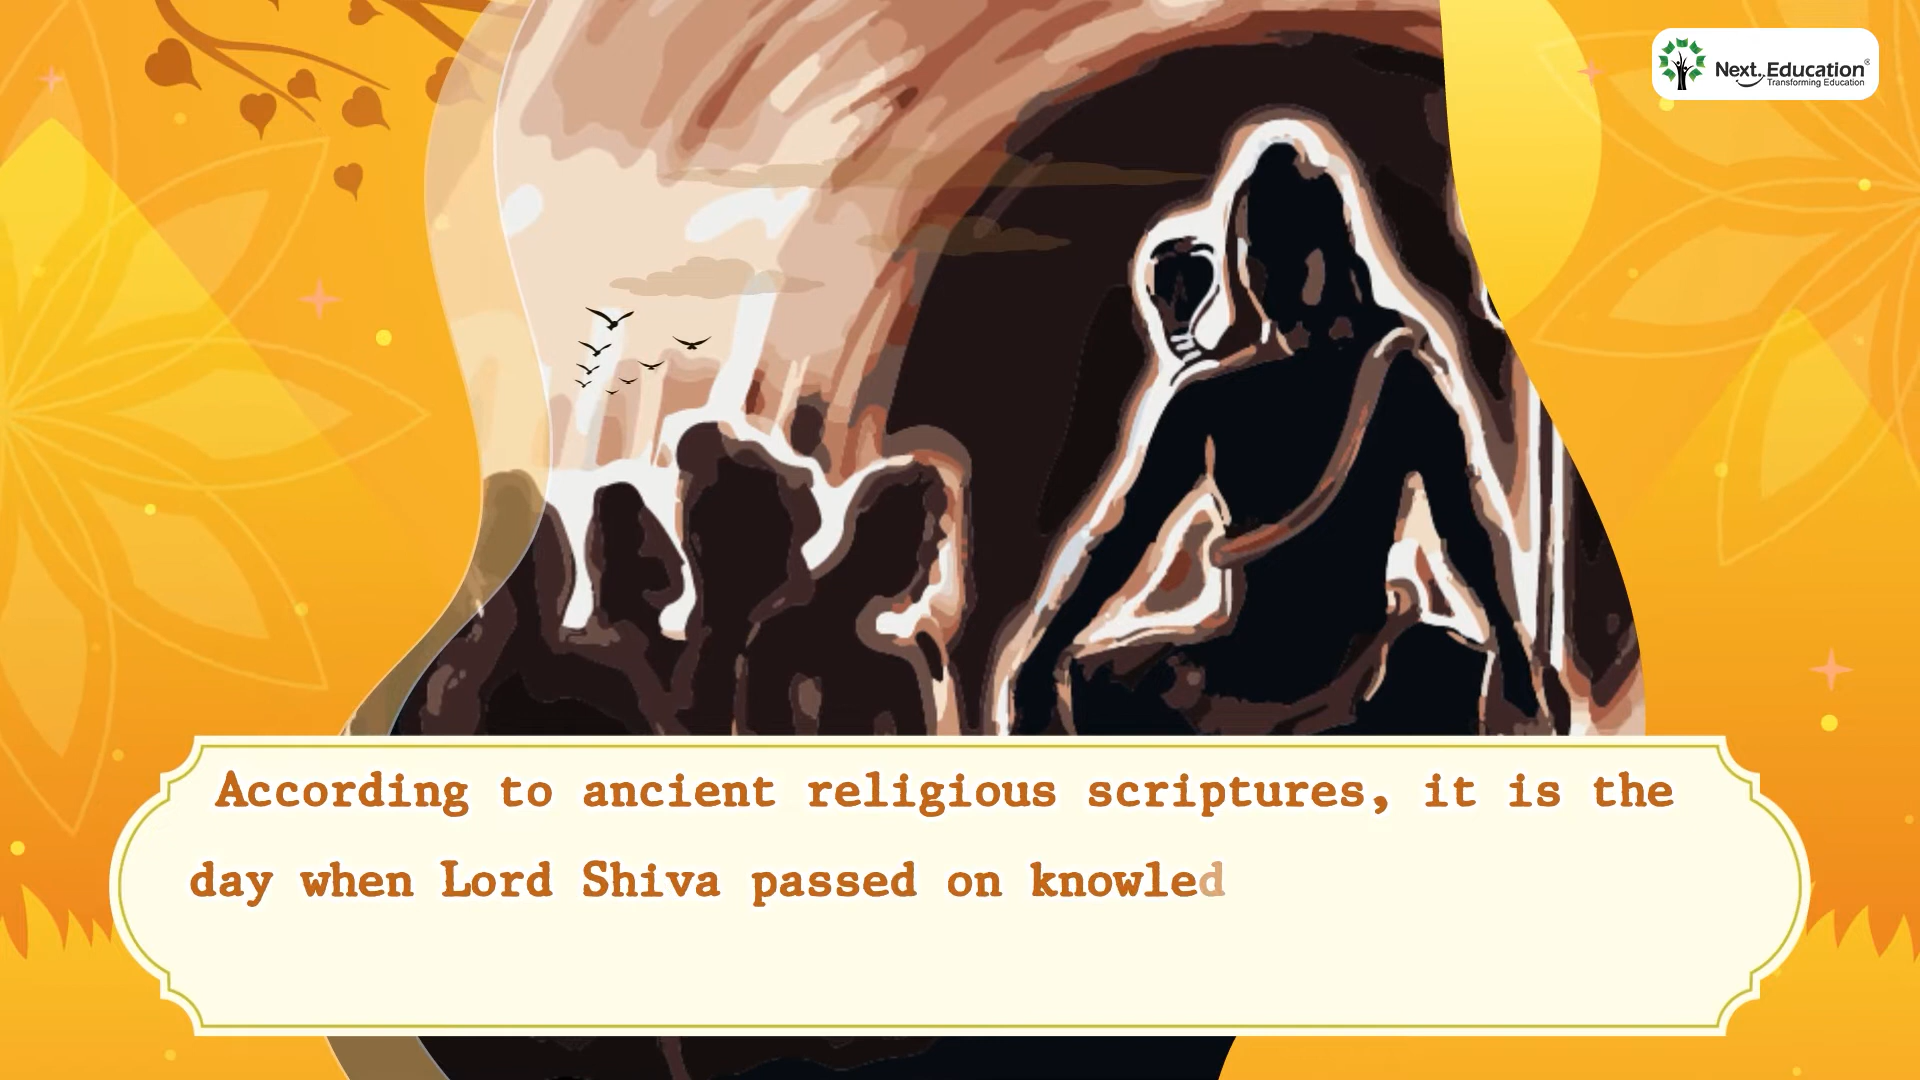 Next Education®
Transforming Education
According to ancient religious scriptures, it is the
day when Lord Shiva passed on knowled